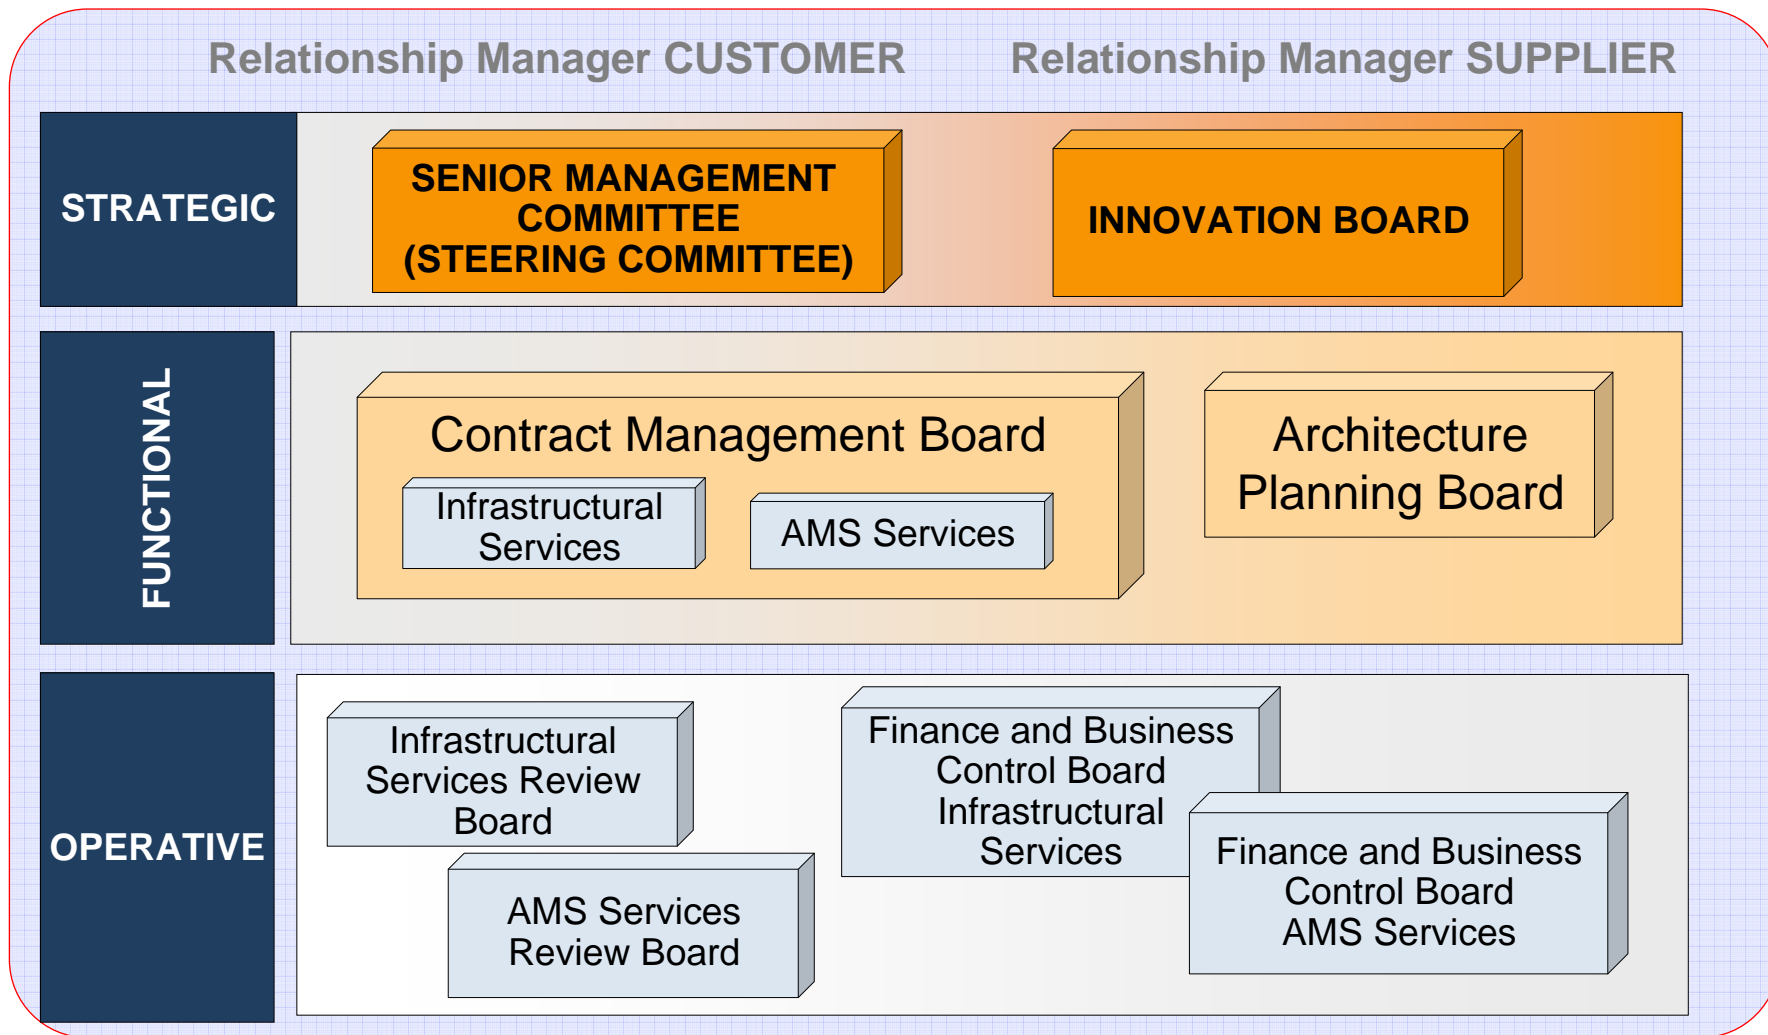 Relationship Manager CUSTOMER
Relationship Manager SUPPLIER
STRATEGIC
SENIOR MANAGEMENT
COMMITTEE
(STEERING COMMITTEE)
INNOVATION BOARD
FUNCTIONAL
Contract Management Board
Infrastructural
Services
AMS Services
Architecture
Planning Board
OPERATIVE
Infrastructural
Services Review
Board
AMS Services
Review Board
Finance and Business
Control Board
Infrastructural
Services
Finance and Business
Control Board
AMS Services